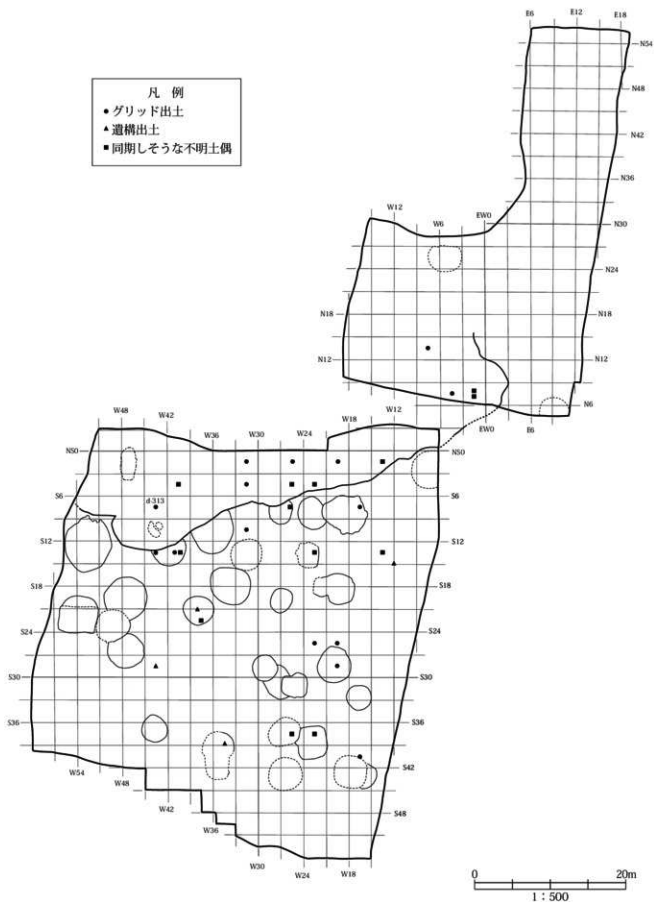 E6 E12 E18
N54
N48
凡 例
● グリッド出土
▲ 遺構出土
■ 同期しそうな不明土偶
N42
N36
W12 W6 EW0 N30
N24
N18 N18
N12 N12
N6
EW0 E6
W48 W42 W36 W30 W24 W18 W12
NS0 NS0
S6 S6
d-313
S12 S12
S18 S18
S24 S24
S30 S30
S36 S36
S42
W54 W48 W42 W36 W30 W24 W18
S48
0 20m
1：500